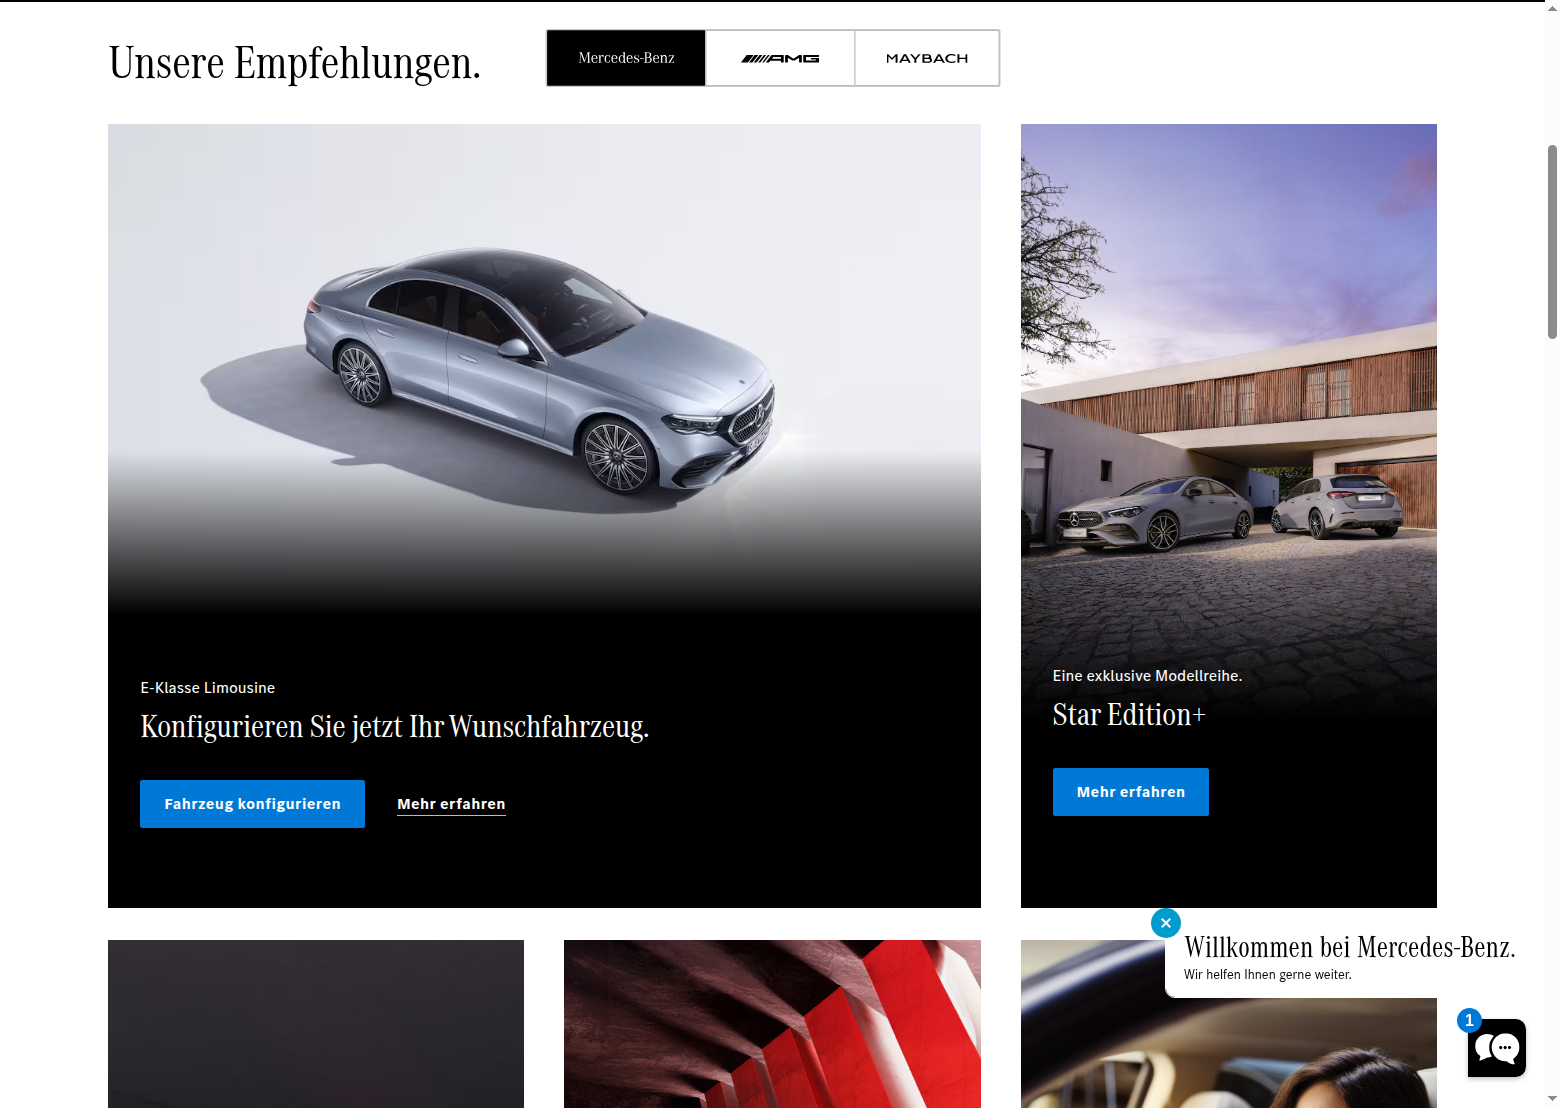 Unsere Empfehlungen.
Mercedes-Benz
AMG
MAYBACH
E-Klasse Limousine
Konfigurieren Sie jetzt Ihr Wunschfahrzeug.
Fahrzeug konfigurieren
Mehr erfahren
Eine exklusive Modellreihe.
Star Edition+
Mehr erfahren
Willkommen bei Mercedes-Benz.
Wir helfen Ihnen gerne weiter.
1